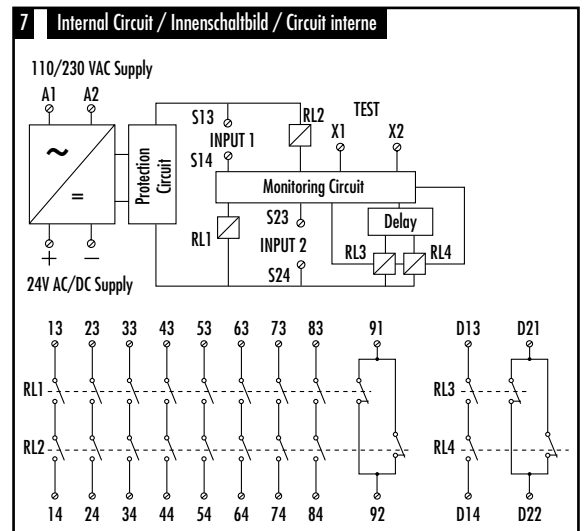 7 Internal Circuit / Innenschaltbild / Circuit interne
110/230 VAC Supply
A1 A2
~
=
+ –
24V AC/DC Supply
Protection
Circuit
S13
INPUT 1
S14
RL2
TEST
X1 X2
Monitoring Circuit
RL1
S23
INPUT 2
S24
Delay
RL3 RL4
13 23 33 43 53 63 73 83 91 D13 D21
RL1 RL3
RL2 RL4
14 24 34 44 54 64 74 84 92 D14 D22